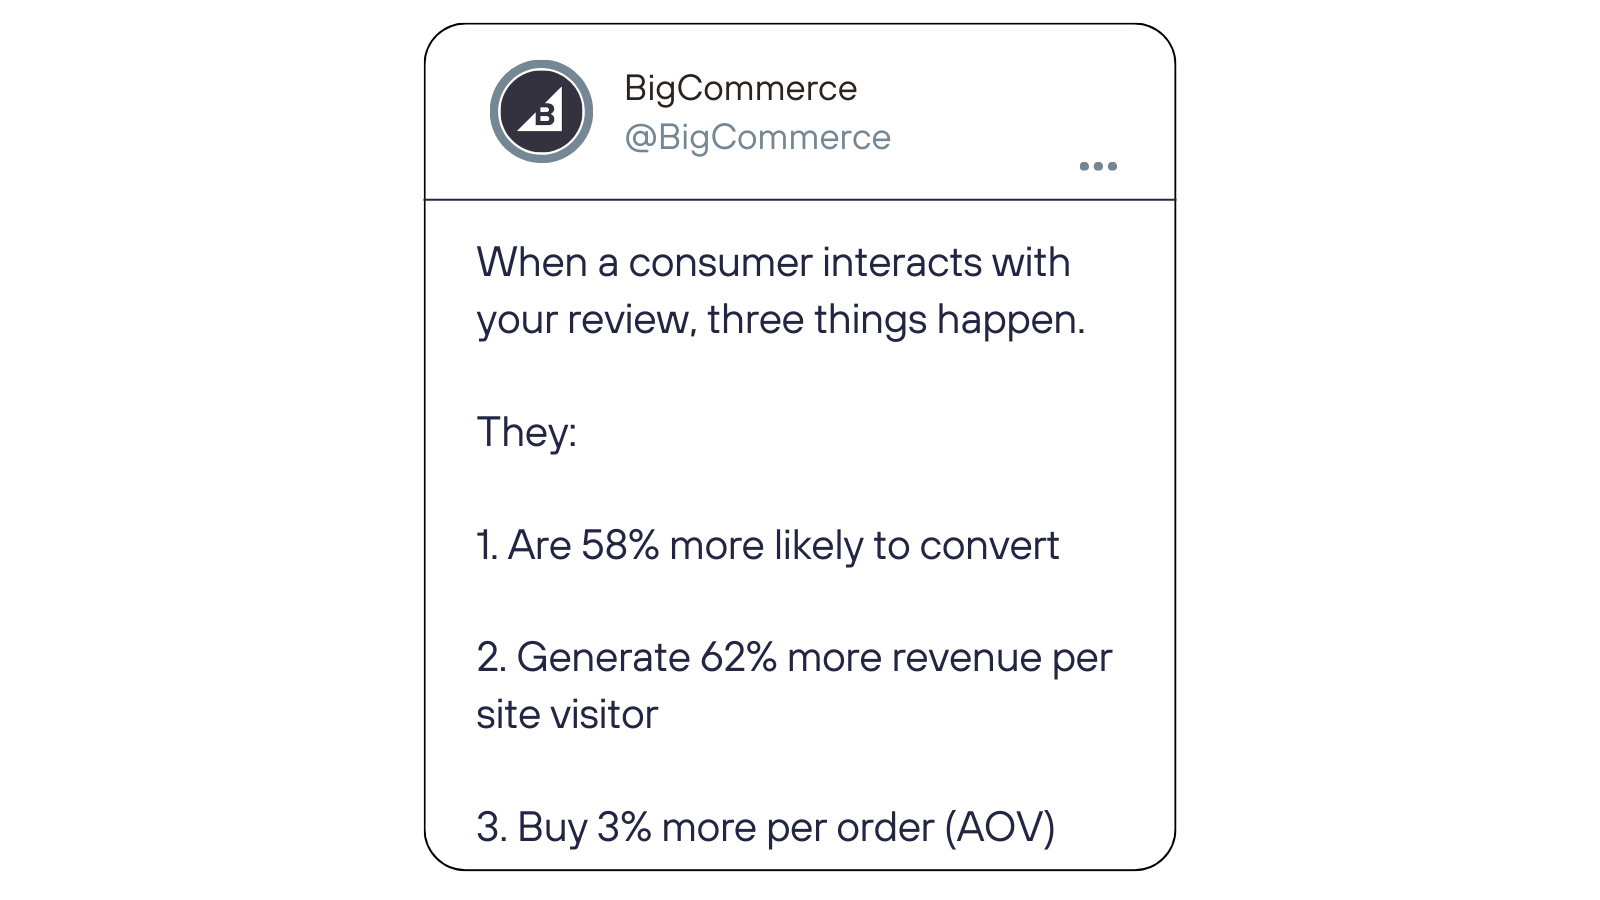 B
BigCommerce
@BigCommerce
When a consumer interacts with
your review, three things happen.
They:
1. Are 58% more likely to convert
2. Generate 62% more revenue per
site visitor
3. Buy 3% more per order (AOV)